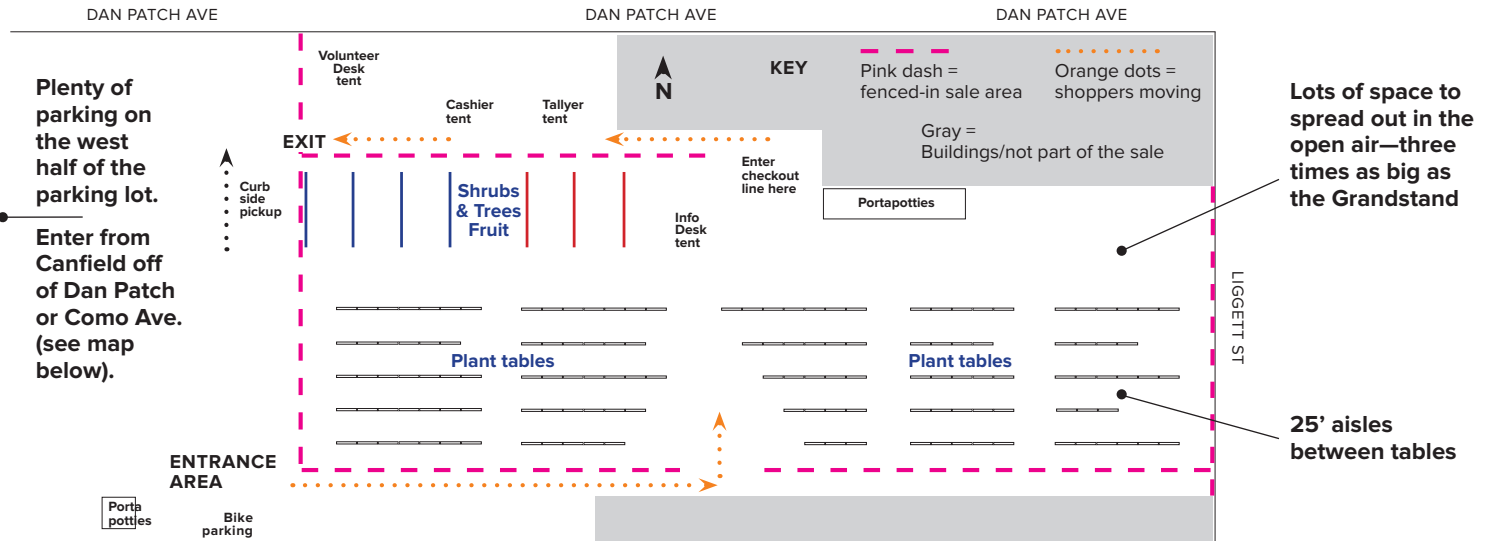 DAN PATCH AVE
DAN PATCH AVE
DAN PATCH AVE
Plenty of
parking on
the west
half of the
parking lot.
Enter from
Canfield off
of Dan Patch
or Como Ave.
(see map
below).
Volunteer
Desk
tent
Cashier
tent
Tallyer
tent
N
KEY
Pink dash =
fenced-in sale area
Orange dots =
shoppers moving
Gray =
Buildings/not part of the sale
Lots of space to
spread out in the
open air—three
times as big as
the Grandstand
EXIT
Curb
side
pickup
Shrubs
& Trees
Fruit
Enter
checkout
line here
Info
Desk
tent
Portapotties
LIGGETT ST
Plant tables
Plant tables
25' aisles
between tables
ENTRANCE
AREA
Porta
potties
Bike
parking